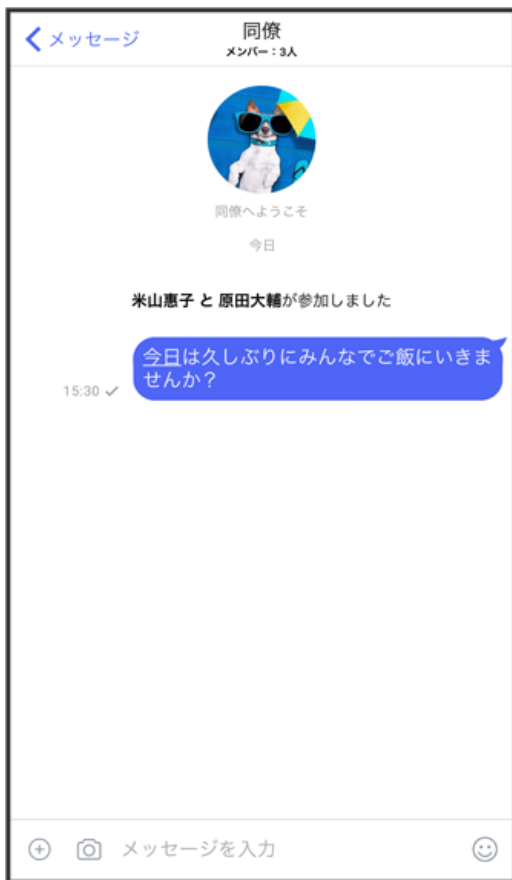 メッセージ
同僚
メンバー：3人
同僚へようこそ
今日
米山惠子 と 原田大輔が参加しました
今日は久しぶりにみんなでご飯にいきま
せんか？
15:30
メッセージを入力